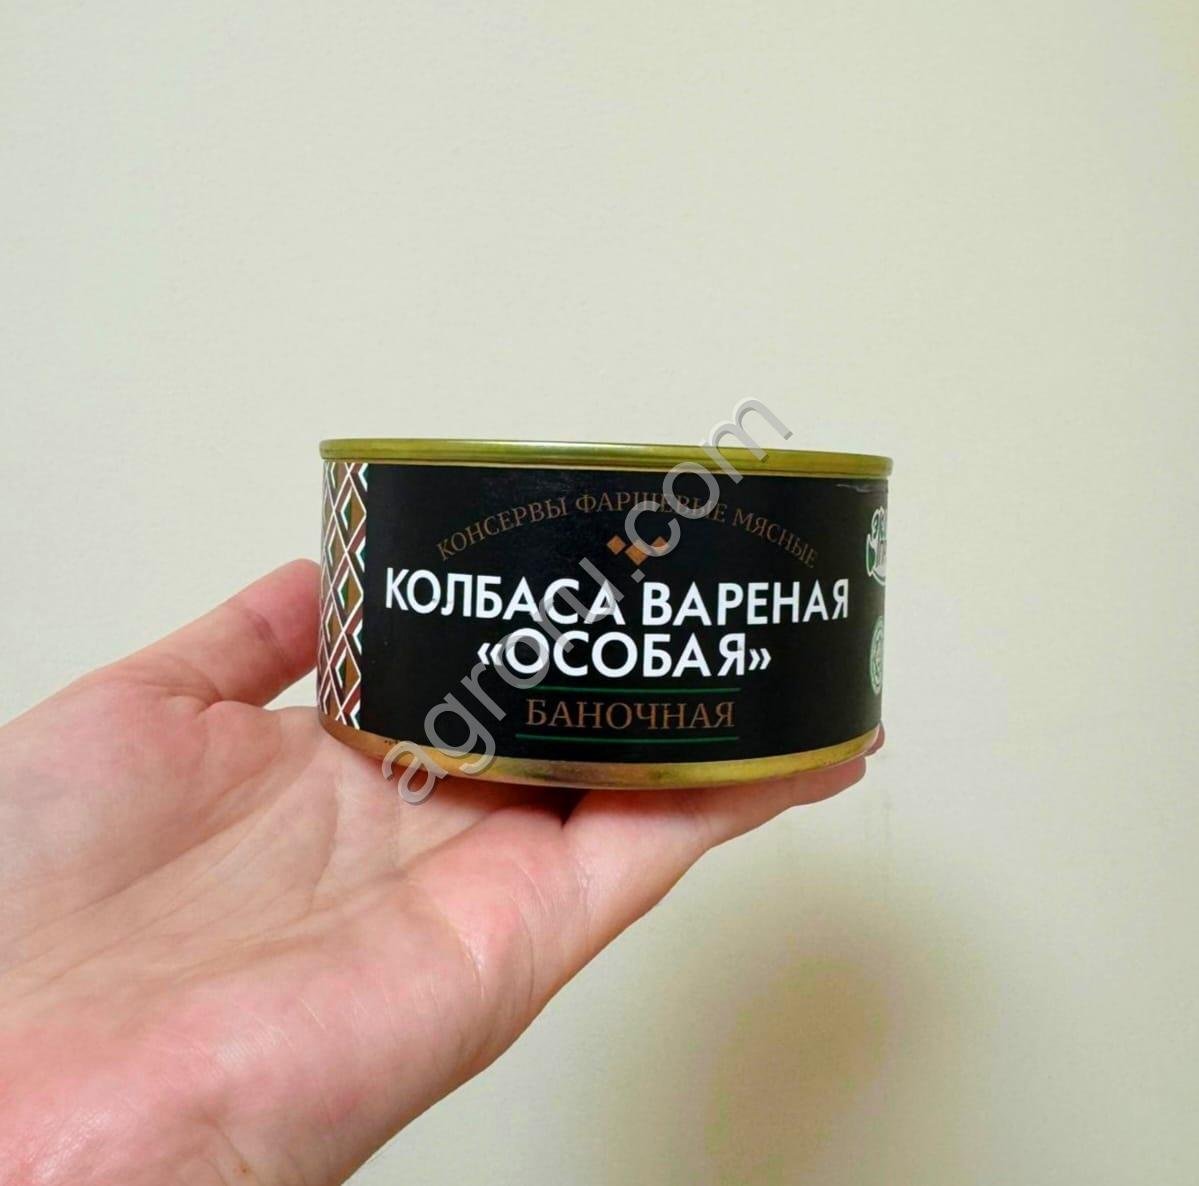 КОНСЕРВЫ ФАРШЕВЫЕ МЯСНЫЕ
КОЛБАСА ВАРЕНАЯ
«ОСОБАЯ»
БАНОЧНАЯ
agroru.com